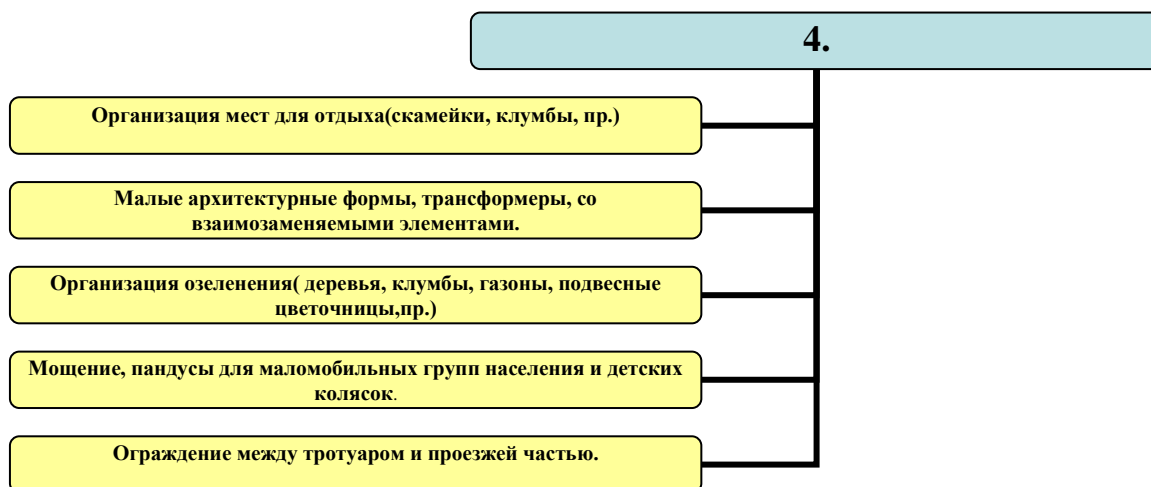 4.
Организация мест для отдыха(скамейки, клумбы, пр.)
Малые архитектурные формы, трансформеры, со
взаимозаменяемыми элементами.
Организация озеленения( деревья, клумбы, газоны, подвесные
цветочницы,пр.)
Мощение, пандусы для маломобильных групп населения и детских
колясок.
Ограждение между тротуаром и проезжей частью.